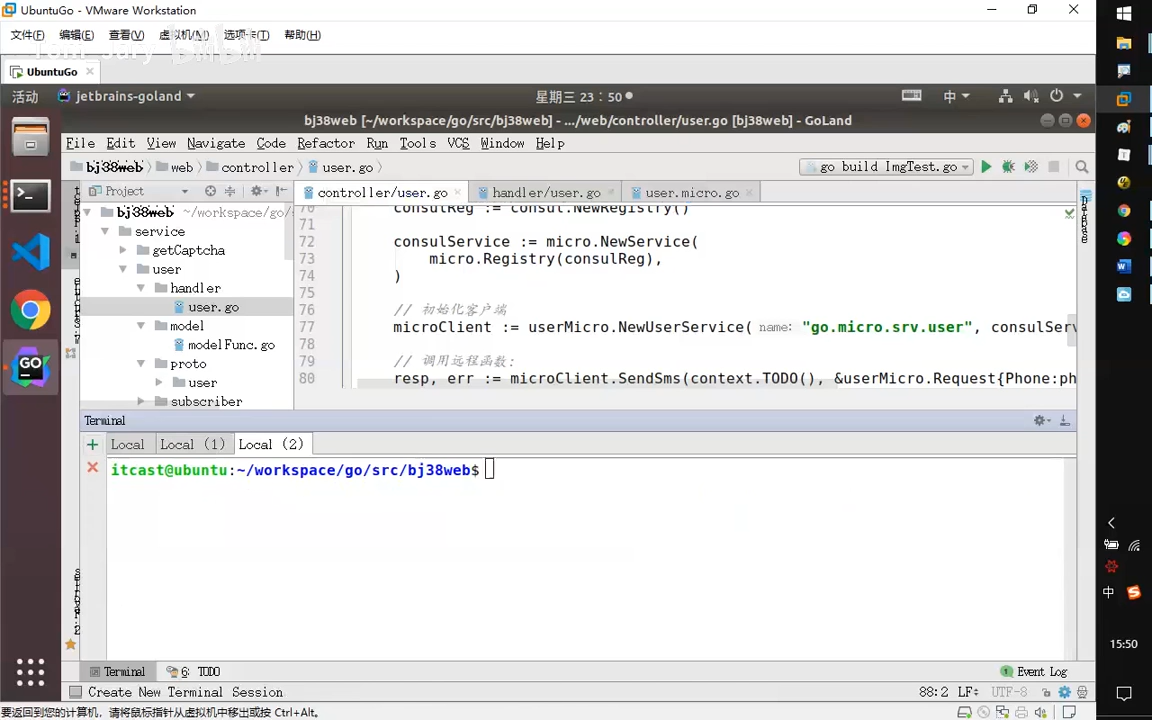 UbuntuGo - VMware Workstation
文件(F) 编辑(E) 查看(V) 虚拟机(M) 选项卡(T) 帮助(H)
UbuntuGo
活动 jetbrains-goland 星期三 23：50 中
bj38web [~/workspace/go/src/bj38web] - .../web/controller/user.go [bj38web] - GoLand
File Edit View Navigate Code Refactor Run Tools VCS Window Help
bj38web web controller user.go go build ImgTest.go
Project controller/user.go handler/user.go user.micro.go
bj38web ~/workspace/go/s
service
getCaptcha
user
handler
user.go
model
modelFunc.go
proto
user
subscriber
70 consulReg := consul.NewRegistry()
71
72 consulService := micro.NewService(
73 micro.Registry(consulReg),
74 )
75
76 // 初始化客户端
77 microClient := userMicro.NewUserService( name: "go.micro.srv.user", consulServ
78
79 // 调用远程函数:
80 resp, err := microClient.SendSms(context.TODO(), &userMicro.Request{Phone:ph
Database
Terminal
Local Local (1) Local (2)
itcast@ubuntu:~/workspace/go/src/bj38web$
Terminal 6: TODO Event Log
Create New Terminal Session 88:2 LF UTF-8
要返回到您的计算机，请将鼠标指针从虚拟机中移出或按 Ctrl+Alt。
中
15:50